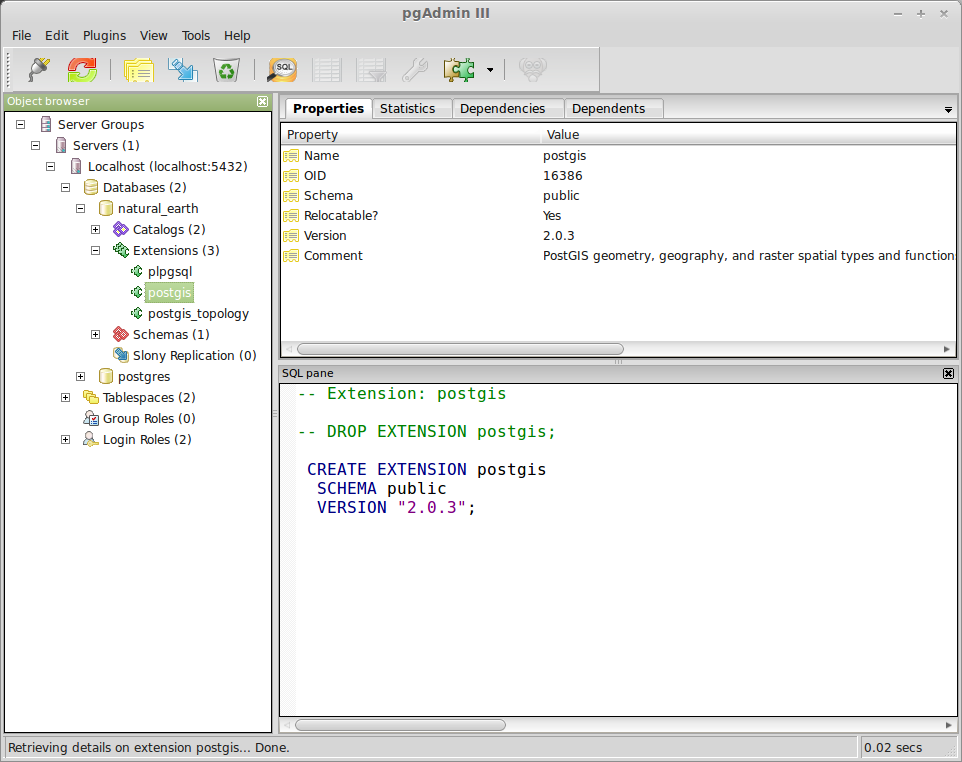 pgAdmin III
File Edit Plugins View Tools Help
SQL
Object browser
Server Groups
Servers (1)
Localhost (localhost:5432)
Databases (2)
natural_earth
Catalogs (2)
Extensions (3)
plpgsql
postgis
postgis_topology
Schemas (1)
Slony Replication (0)
postgres
Tablespaces (2)
Group Roles (0)
Login Roles (2)
Properties Statistics Dependencies Dependents
Property Value
Name postgis
OID 16386
Schema public
Relocatable? Yes
Version 2.0.3
Comment PostGIS geometry, geography, and raster spatial types and function
SQL pane
-- Extension: postgis
-- DROP EXTENSION postgis;
CREATE EXTENSION postgis
SCHEMA public
VERSION "2.0.3";
Retrieving details on extension postgis... Done. 0.02 secs